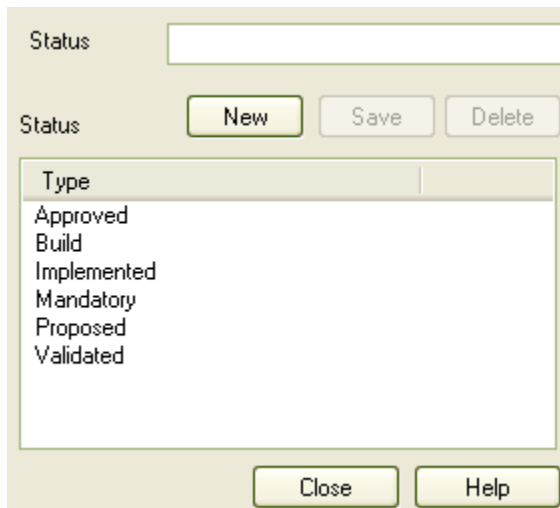 Status
Status New Save Delete
Type
Approved
Build
Implemented
Mandatory
Proposed
Validated
Close Help